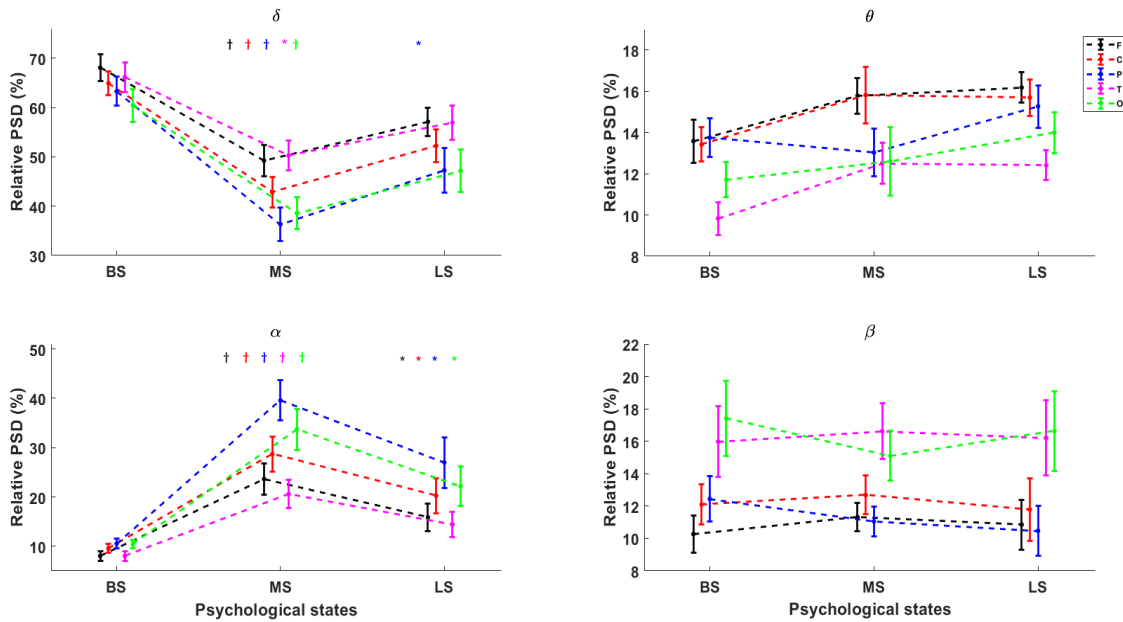 δ
† † † * † *
Relative PSD (%)
70
60
50
40
30
BS MS LS
θ
Relative PSD (%)
18
16
14
12
10
8
BS MS LS
F
C
P
T
O
α
† † † † † * * * *
Relative PSD (%)
50
40
30
20
10
BS MS LS
Psychological states
β
Relative PSD (%)
22
20
18
16
14
12
10
8
BS MS LS
Psychological states